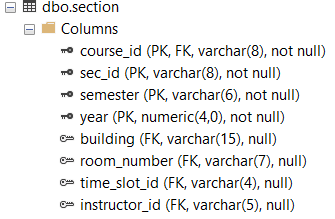 dbo.section
Columns
course_id (PK, FK, varchar(8), not null)
sec_id (PK, varchar(8), not null)
semester (PK, varchar(6), not null)
year (PK, numeric(4,0), not null)
building (FK, varchar(15), null)
room_number (FK, varchar(7), null)
time_slot_id (FK, varchar(4), null)
instructor_id (FK, varchar(5), null)